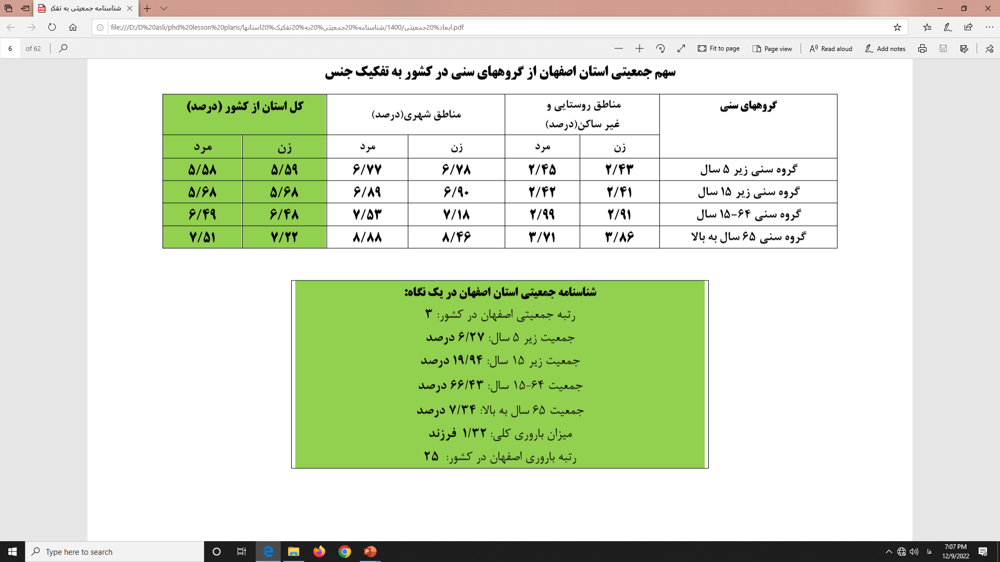 شناسنامه جمعیتی به تفک
file:///D:/D%20asli/phd%20lesson%20plans/ابعاد%20جمعیتی/1400/شناسنامه%20جمعیتی%20به%20تفکیک%20استانها.pdf
6 of 62 Fit to page Page view Read aloud Add notes
سهم جمعیتی استان اصفهان از گروههای سنی در کشور به تفکیک جنس
گروههای سنی مناطق روستایی و غیر ساکن(درصد) مناطق شهری(درصد) کل استان از کشور (درصد)
زن مرد زن مرد زن مرد
گروه سنی زیر ۵ سال ۲/۴۳ ۲/۴۵ ۶/۷۸ ۶/۷۷ ۵/۵۹ ۵/۵۸
گروه سنی زیر ۱۵ سال ۲/۴۱ ۲/۴۲ ۶/۹۰ ۶/۸۹ ۵/۶۸ ۵/۶۸
گروه سنی ۶۴-۱۵ سال ۲/۹۱ ۲/۹۹ ۷/۱۸ ۷/۵۳ ۶/۴۸ ۶/۴۹
گروه سنی ۶۵ سال به بالا ۳/۸۶ ۳/۷۱ ۸/۴۶ ۸/۸۸ ۷/۲۲ ۷/۵۱
شناسنامه جمعیتی استان اصفهان در یک نگاه:
رتبه جمعیتی اصفهان در کشور: ۳
جمعیت زیر ۵ سال: ۶/۲۷ درصد
جمعیت زیر ۱۵ سال: ۱۹/۹۴ درصد
جمعیت ۶۴-۱۵ سال: ۶۶/۴۳ درصد
جمعیت ۶۵ سال به بالا: ۷/۳۴ درصد
میزان باروری کلی: ۱/۳۲ فرزند
رتبه باروری اصفهان در کشور: ۲۵
Type here to search
فا
7:07 PM
12/9/2022